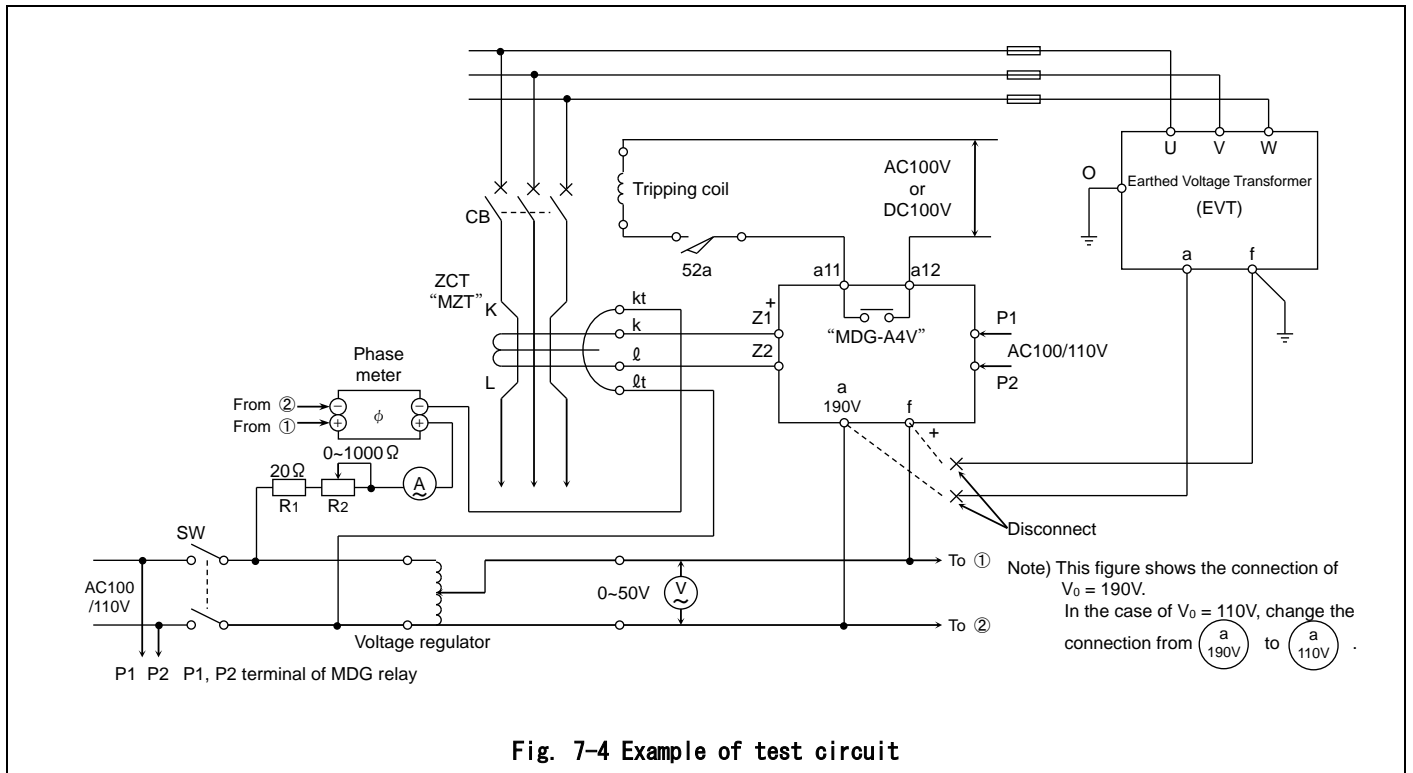 U V W
O
Earthed Voltage Transformer
(EVT)
a f
AC100V
or
DC100V
Tripping coil
CB
52a
a11 a12
ZCT
“MZT”
K
kt
k
ℓ
ℓt
L
+
Z1
Z2
“MDG-A4V”
P1
AC100/110V
P2
a
190V
f
+
Phase
meter
From ②
From ①
− − 
+ +
ϕ
0~1000Ω
20Ω
R1 R2
A
SW
Disconnect
AC100
/110V
0~50V
V
To ①
To ②
Voltage regulator
P1 P2 P1, P2 terminal of MDG relay
Note) This figure shows the connection of
V₀ = 190V.
In the case of V₀ = 110V, change the
connection from a 190V to a 110V .
Fig. 7-4 Example of test circuit